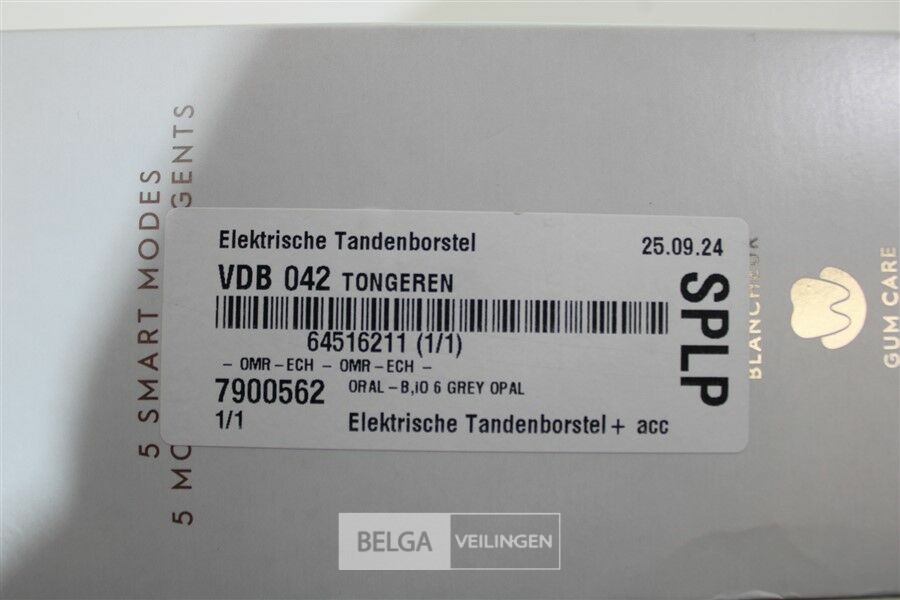 5 SMART MODES
5 MO GENTS
Elektrische Tandenborstel
25.09.24
VDB 042 TONGEREN
64516211 (1/1)
- OMR-ECH - OMR-ECH -
7900562 ORAL-B,iO 6 GREY OPAL
1/1 Elektrische Tandenborstel+ acc
SPLP
BLANCHEUR
GUM CARE
BELGA VEILINGEN